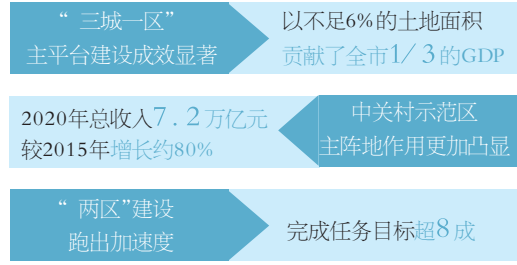 “ 三城一区”
主平台建设成效显著
以不足6%的土地面积
贡献了全市1/3的GDP
2020年总收入7.2万亿元
较2015年增长约80%
中关村示范区
主阵地作用更加凸显
“ 两区”建设
跑出加速度
完成任务目标超8成